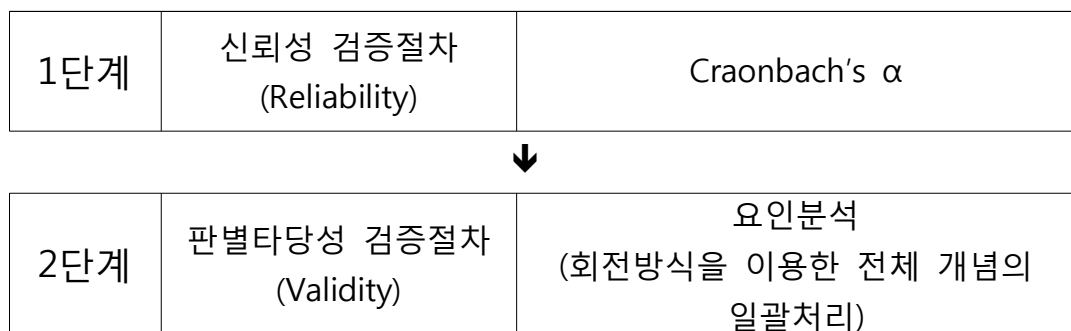 1단계
신뢰성 검증절차
(Reliability)
Craonbach's α
2단계
판별타당성 검증절차
(Validity)
요인분석
(회전방식을 이용한 전체 개념의
일괄처리)